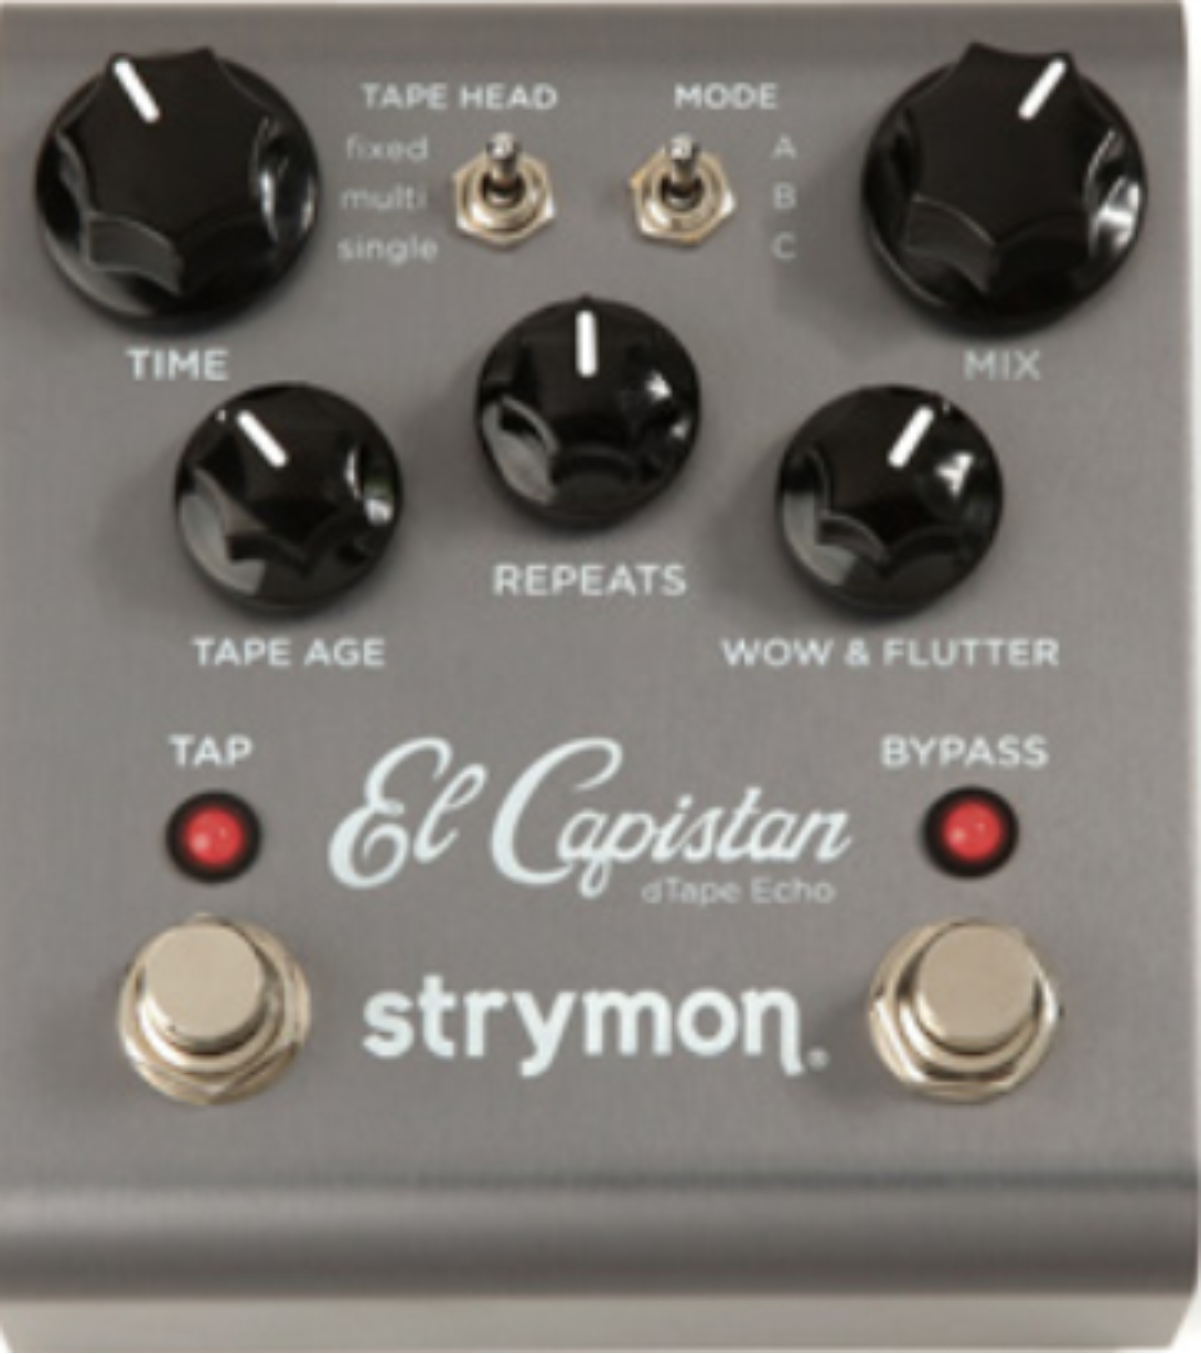 TAPE HEAD
MODE
fixed
multi
single
A
B
C
TIME
MIX
REPEATS
TAPE AGE
WOW & FLUTTER
TAP
BYPASS
El Capistan
dTape Echo
strymon®